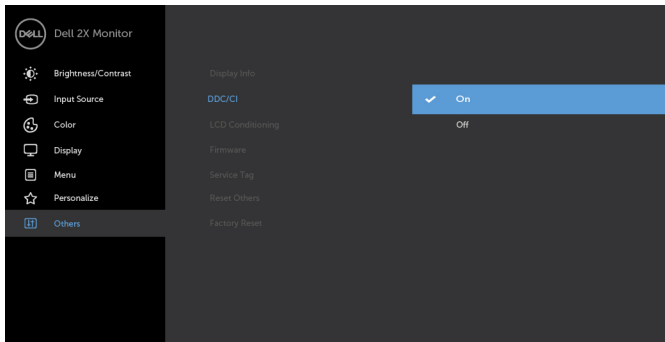 DELL
Dell 2X Monitor
Brightness/Contrast
Input Source
Color
Display
Menu
Personalize
Others
Display Info
DDC/CI
LCD Conditioning
Firmware
Service Tag
Reset Others
Factory Reset
On
Off